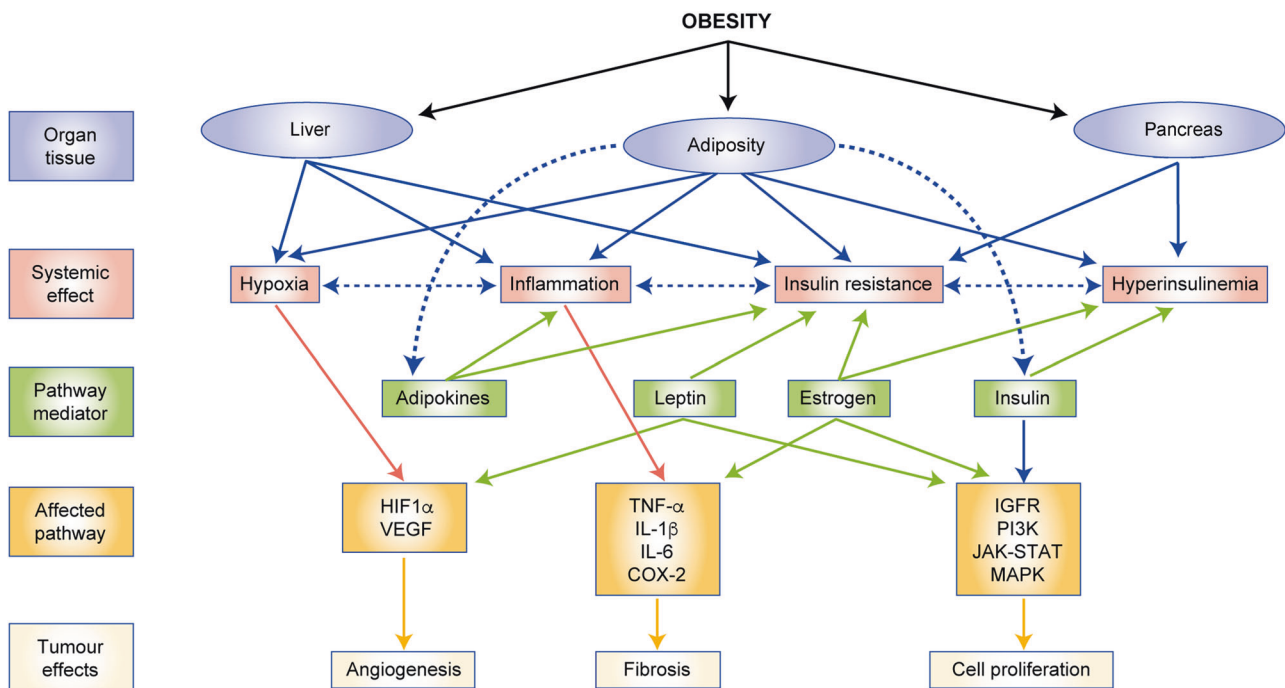 OBESITY
Organ
tissue
Liver
Adiposity
Pancreas
Systemic
effect
Hypoxia
Inflammation
Insulin resistance
Hyperinsulinemia
Pathway
mediator
Adipokines
Leptin
Estrogen
Insulin
Affected
pathway
HIF1α
VEGF
TNF-α
IL-1β
IL-6
COX-2
IGFR
PI3K
JAK-STAT
MAPK
Tumour
effects
Angiogenesis
Fibrosis
Cell proliferation